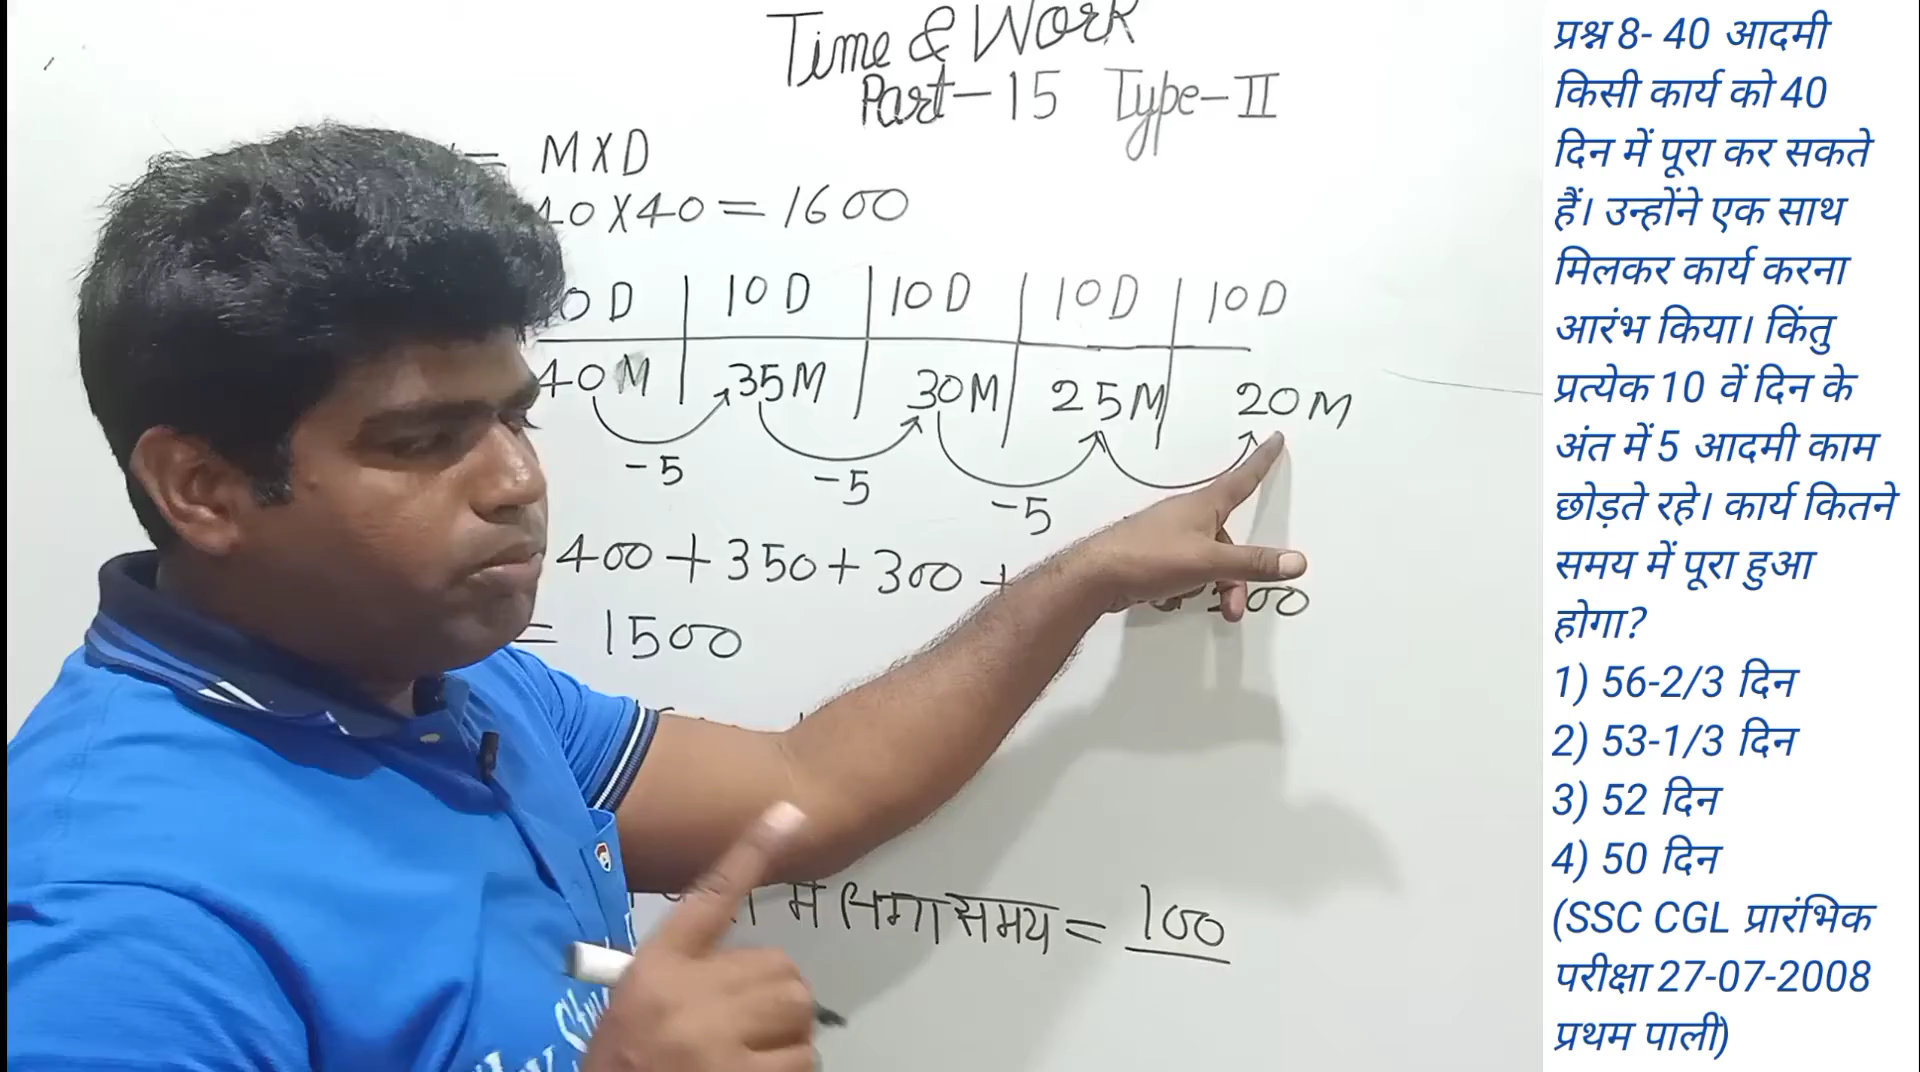 Time & Work
Part-15 Type-II
= MXD
40X40=1600
0D | 10D | 10D | 10D | 10D
40M | 35M | 30M | 25M | 20M
-5 -5 -5
400+350+300+ 200
= 1500
में लगा समय = 100
प्रश्न 8- 40 आदमी
किसी कार्य को 40
दिन में पूरा कर सकते
हैं। उन्होंने एक साथ
मिलकर कार्य करना
आरंभ किया। किंतु
प्रत्येक 10 वें दिन के
अंत में 5 आदमी काम
छोड़ते रहे। कार्य कितने
समय में पूरा हुआ
होगा?
1) 56-2/3 दिन
2) 53-1/3 दिन
3) 52 दिन
4) 50 दिन
(SSC CGL प्रारंभिक
परीक्षा 27-07-2008
प्रथम पाली)